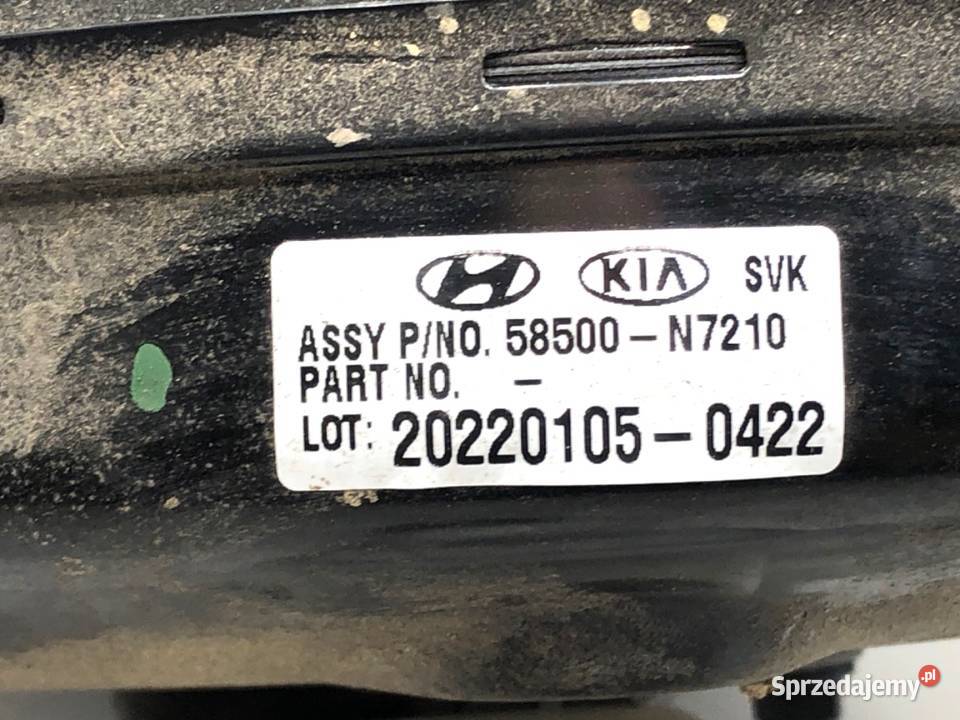 KIA SVK
ASSY P/NO. 58500-N7210
PART NO. -
LOT: 20220105-0422
Sprzedajemy.pl